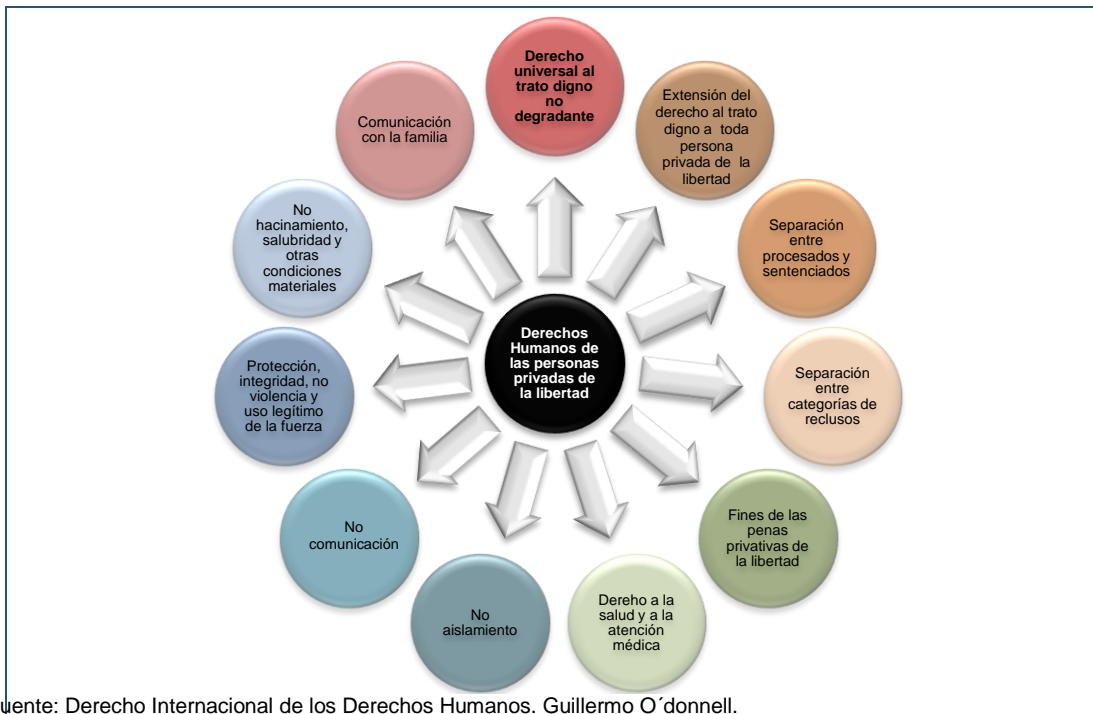 Derecho
universal al
trato digno
no
degradante
Extensión del
derecho al trato
digno a toda
persona
privada de la
libertad
Separación
entre
procesados y
sentenciados
Separación
entre
categorías de
reclusos
Fines de las
penas
privativas de
la libertad
Dereho a la
salud y a la
atención
médica
No
aislamiento
No
comunicación
Protección,
integridad, no
violencia y
uso legítimo
de la fuerza
No
hacinamiento,
salubridad y
otras
condiciones
materiales
Comunicación
con la familia
Derechos
Humanos de
las personas
privadas de
la libertad
uente: Derecho Internacional de los Derechos Humanos. Guillermo O´donnell.